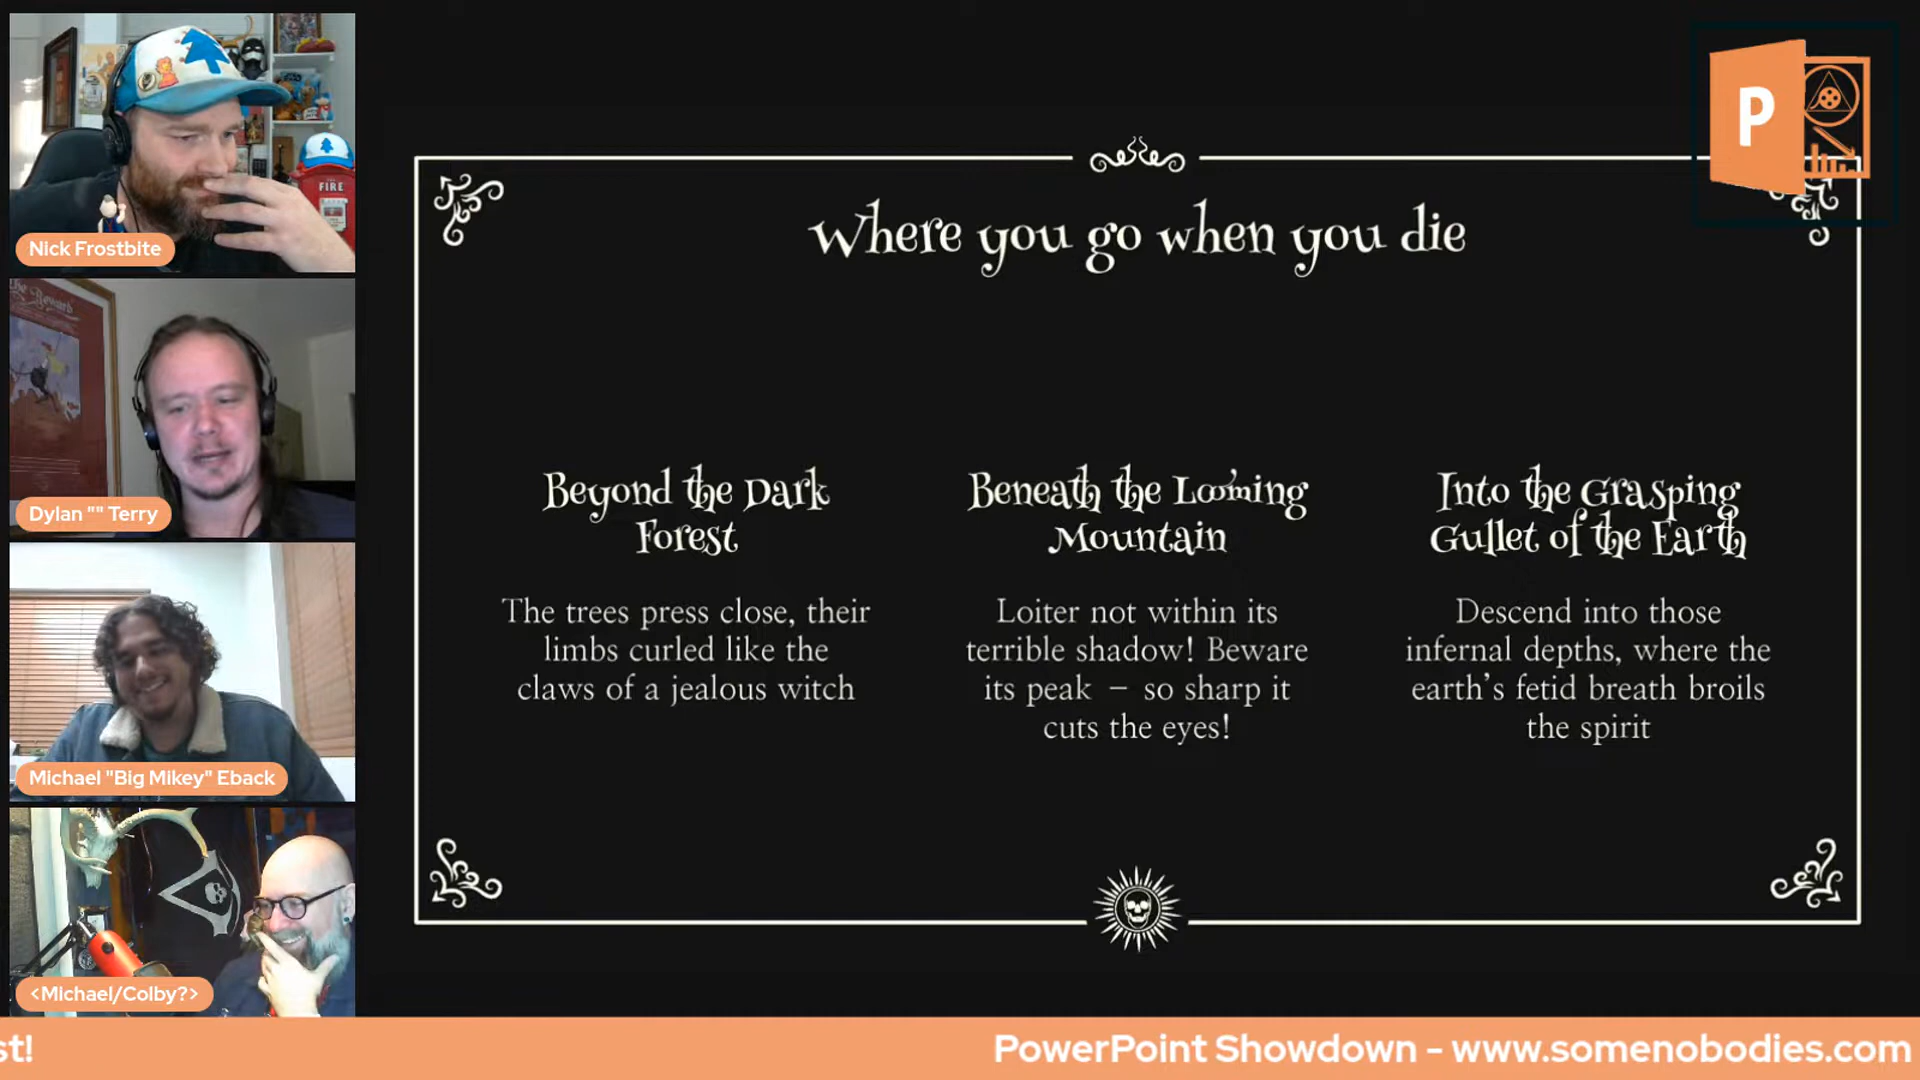 FIRE
Nick Frostbite
Dylan "" Terry
Michael "Big Mikey" Eback
<Michael/Colby?>
P
Where you go when you die
Beyond the Dark
Forest
The trees press close, their
limbs curled like the
claws of a jealous witch
Beneath the Looming
Mountain
Loiter not within its
terrible shadow! Beware
its peak – so sharp it
cuts the eyes!
Into the Grasping
Gullet of the Earth
Descend into those
infernal depths, where the
earth's fetid breath broils
the spirit
st!
PowerPoint Showdown - www.somenobodies.com